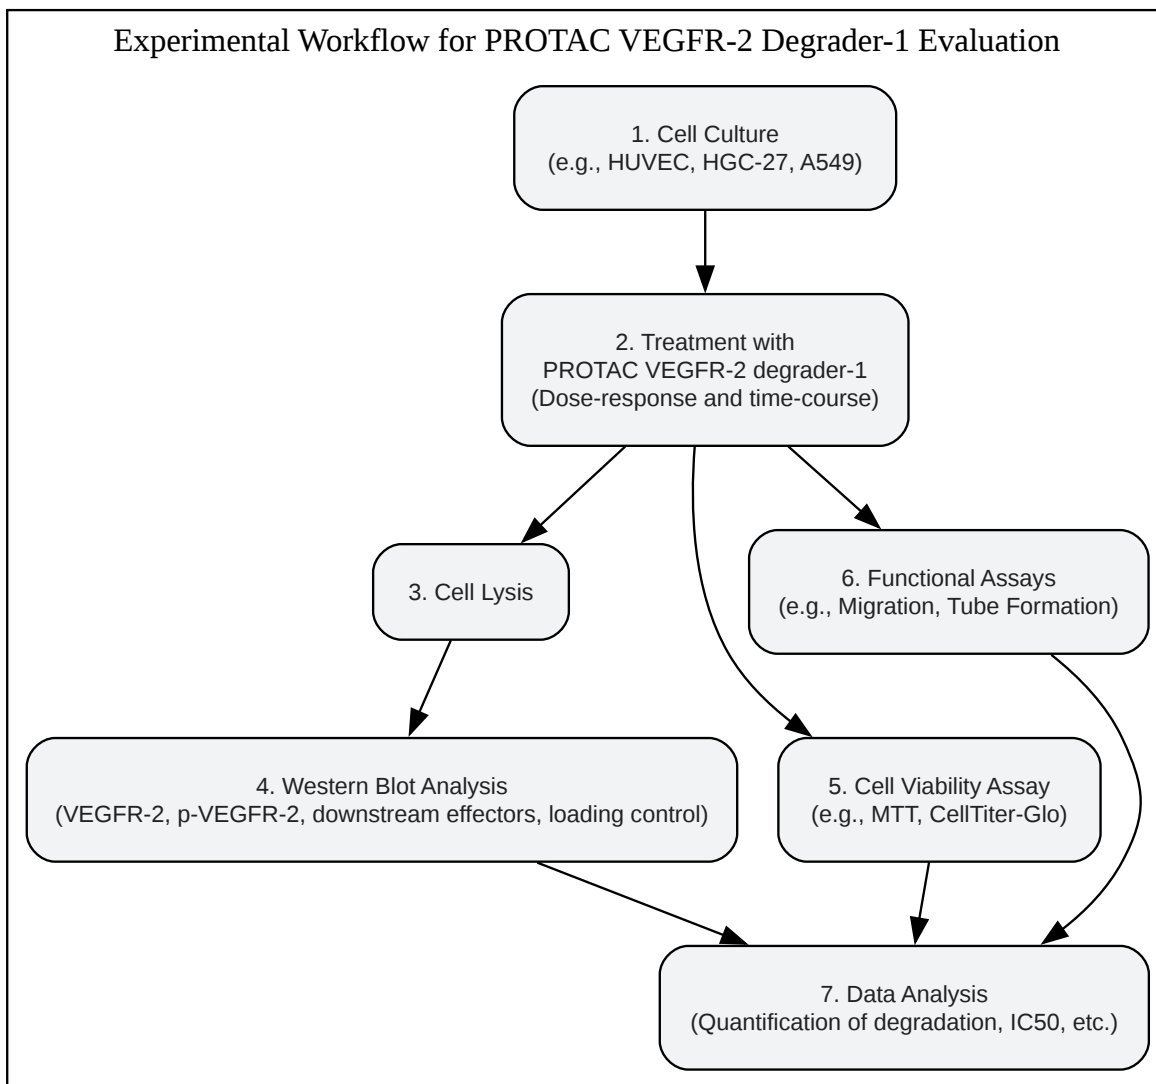 Experimental Workflow for PROTAC VEGFR-2 Degrader-1 Evaluation
1. Cell Culture
(e.g., HUVEC, HGC-27, A549)
2. Treatment with
PROTAC VEGFR-2 degrader-1
(Dose-response and time-course)
3. Cell Lysis
6. Functional Assays
(e.g., Migration, Tube Formation)
4. Western Blot Analysis
(VEGFR-2, p-VEGFR-2, downstream effectors, loading control)
5. Cell Viability Assay
(e.g., MTT, CellTiter-Glo)
7. Data Analysis
(Quantification of degradation, IC50, etc.)